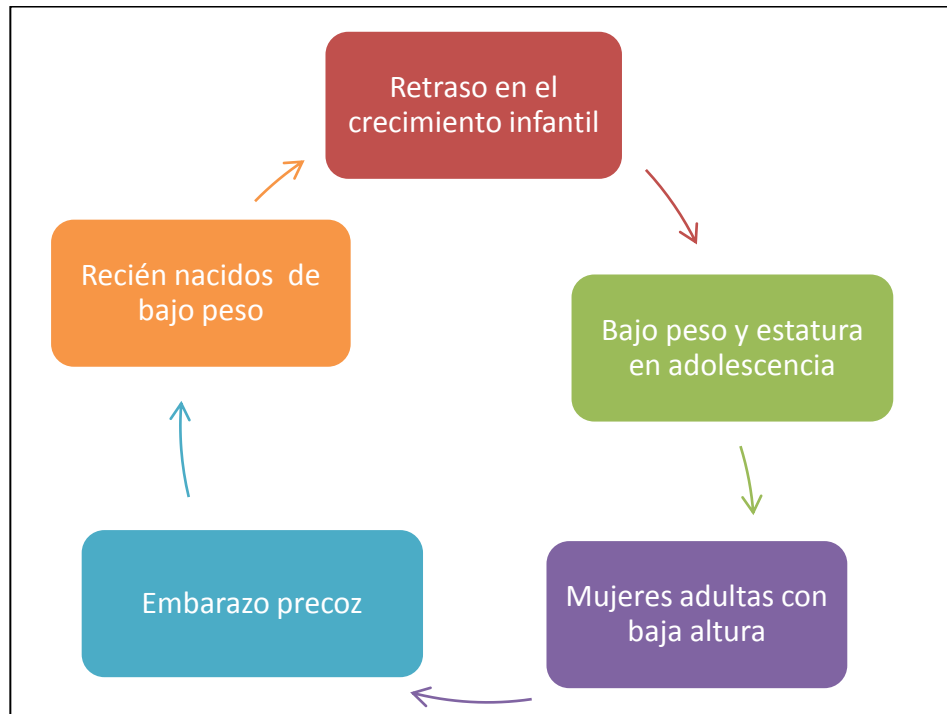 Retraso en el
crecimiento infantil
Bajo peso y estatura
en adolescencia
Mujeres adultas con
baja altura
Embarazo precoz
Recién nacidos  de
bajo peso